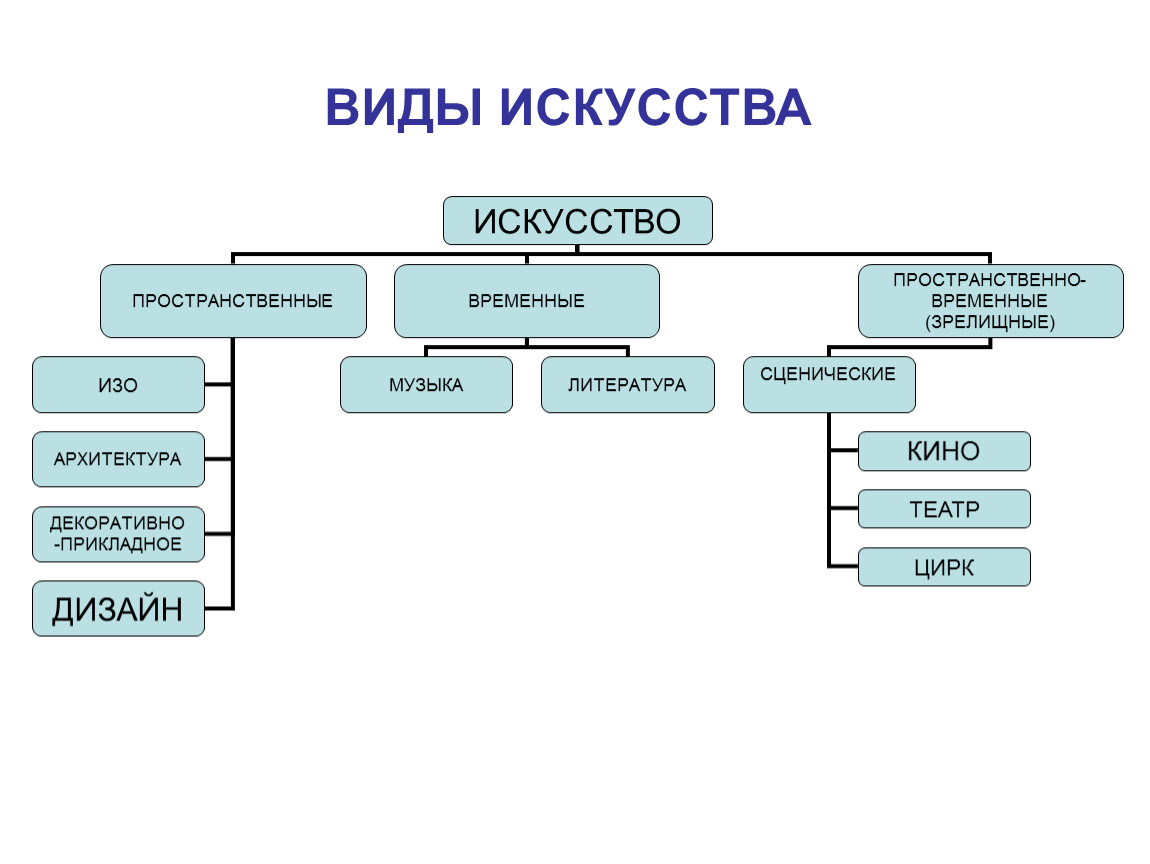 ВИДЫ ИСКУССТВА
ИСКУССТВО
ПРОСТРАНСТВЕННЫЕ
ВРЕМЕННЫЕ
ПРОСТРАНСТВЕННО-
ВРЕМЕННЫЕ
(ЗРЕЛИЩНЫЕ)
ИЗО
АРХИТЕКТУРА
ДЕКОРАТИВНО
-ПРИКЛАДНОЕ
ДИЗАЙН
МУЗЫКА
ЛИТЕРАТУРА
СЦЕНИЧЕСКИЕ
КИНО
ТЕАТР
ЦИРК